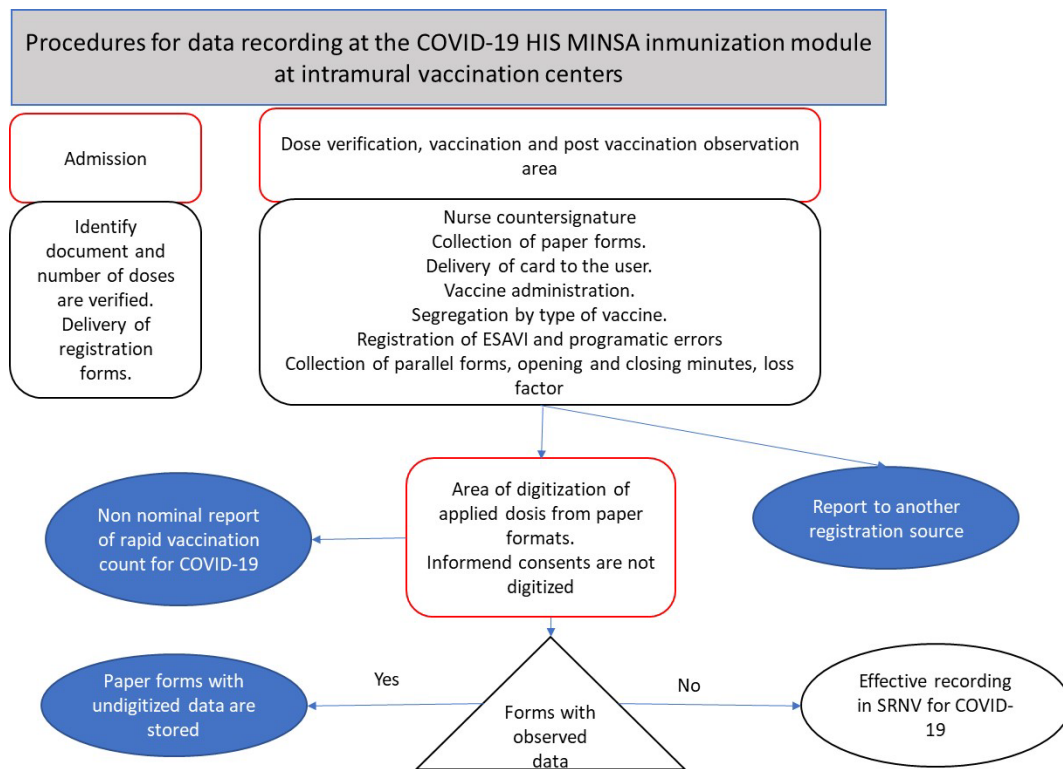 Procedures for data recording at the COVID-19 HIS MINSA inmunization module
at intramural vaccination centers
Admission
Dose verification, vaccination and post vaccination observation
area
Identify
document and
number of doses
are verified.
Delivery of
registration
forms.
Nurse countersignature
Collection of paper forms.
Delivery of card to the user.
Vaccine administration.
Segregation by type of vaccine.
Registration of ESAVI and programatic errors
Collection of parallel forms, opening and closing minutes, loss
factor
Non nominal report
of rapid vaccination
count for COVID-19
Area of digitization of
applied dosis from paper
formats.
Informend consents are not
digitized
Report to another
registration source
Paper forms with
undigitized data are
stored
Yes
Forms with
observed
data
No
Effective recording
in SRNV for COVID-
19